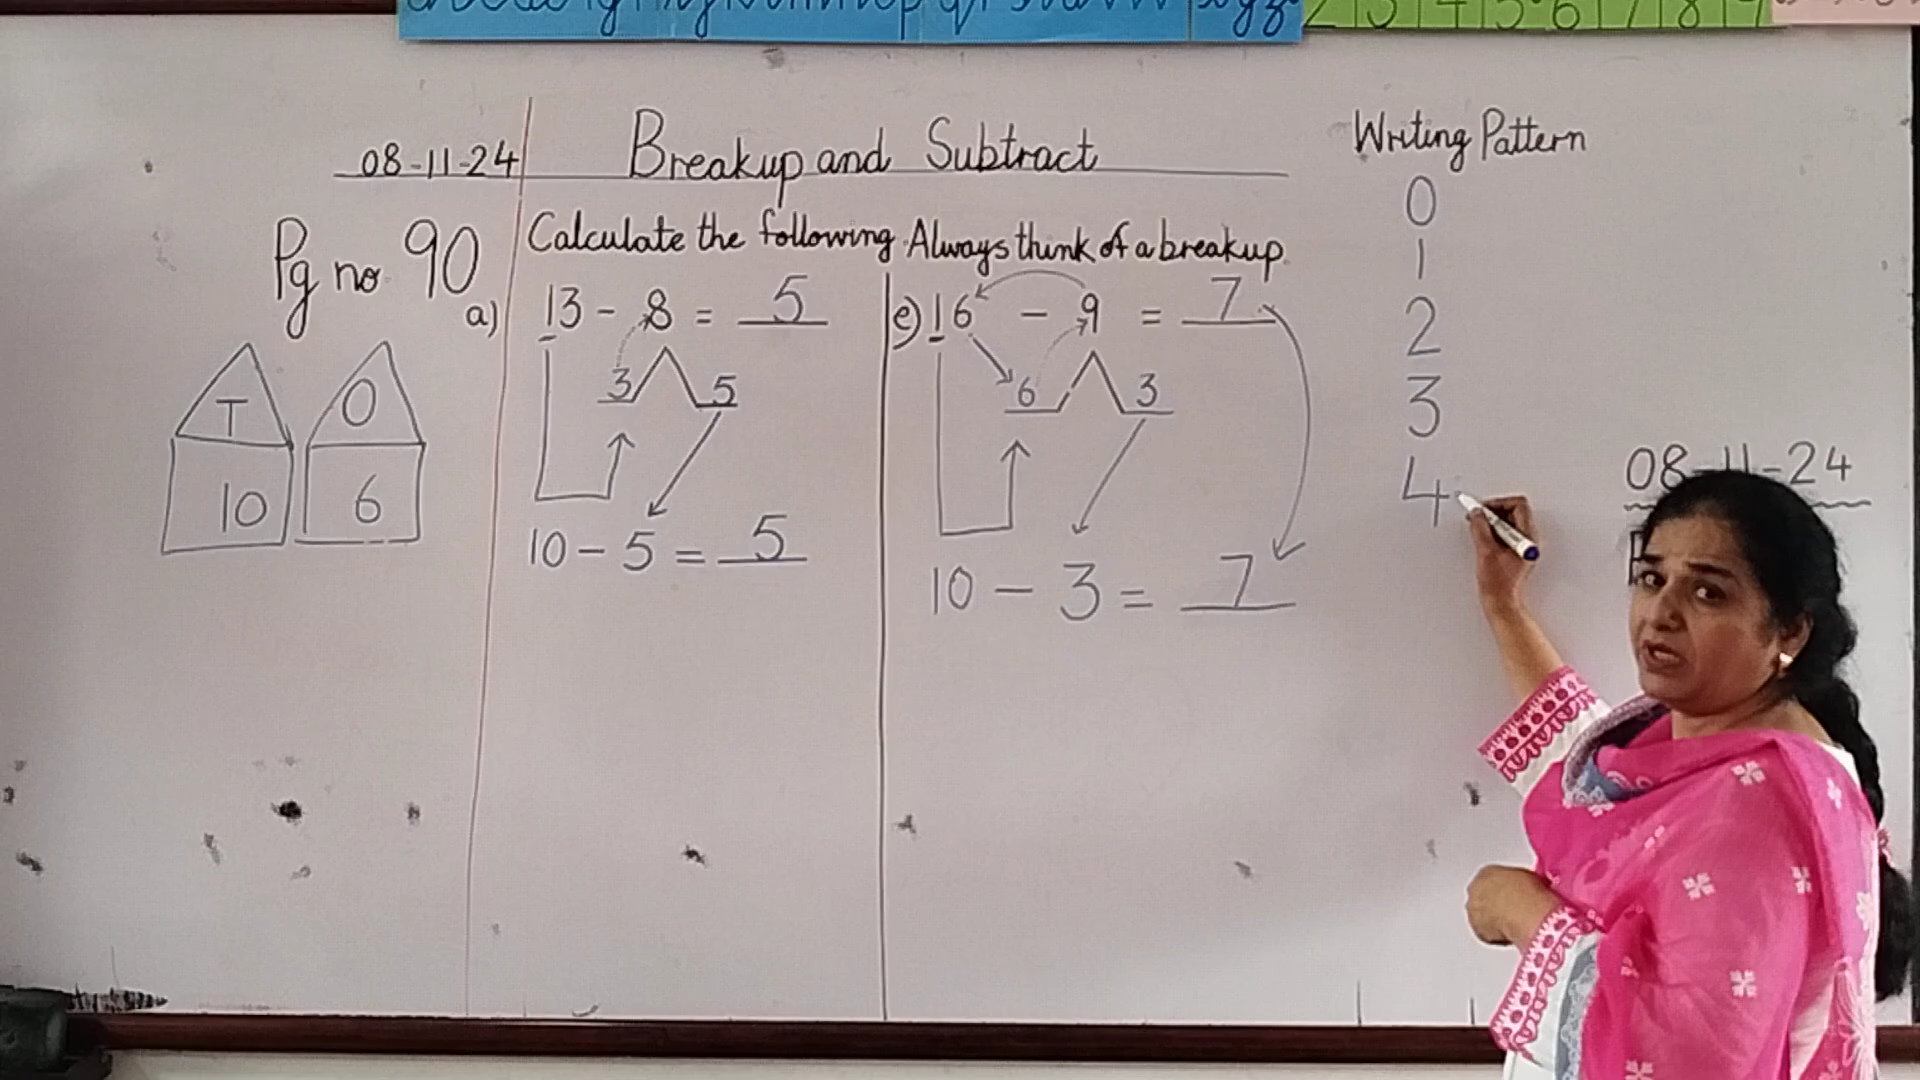 08-11-24
Breakup and Subtract
Writing Pattern
Pg no. 90
Calculate the following. Always think of a breakup.
a) 13 - 8 = 5
3 5
10 - 5 = 5
e) 16 - 9 = 7
6 3
10 - 3 = 7
T O
10 6
0
1
2
3
4
08-11-24